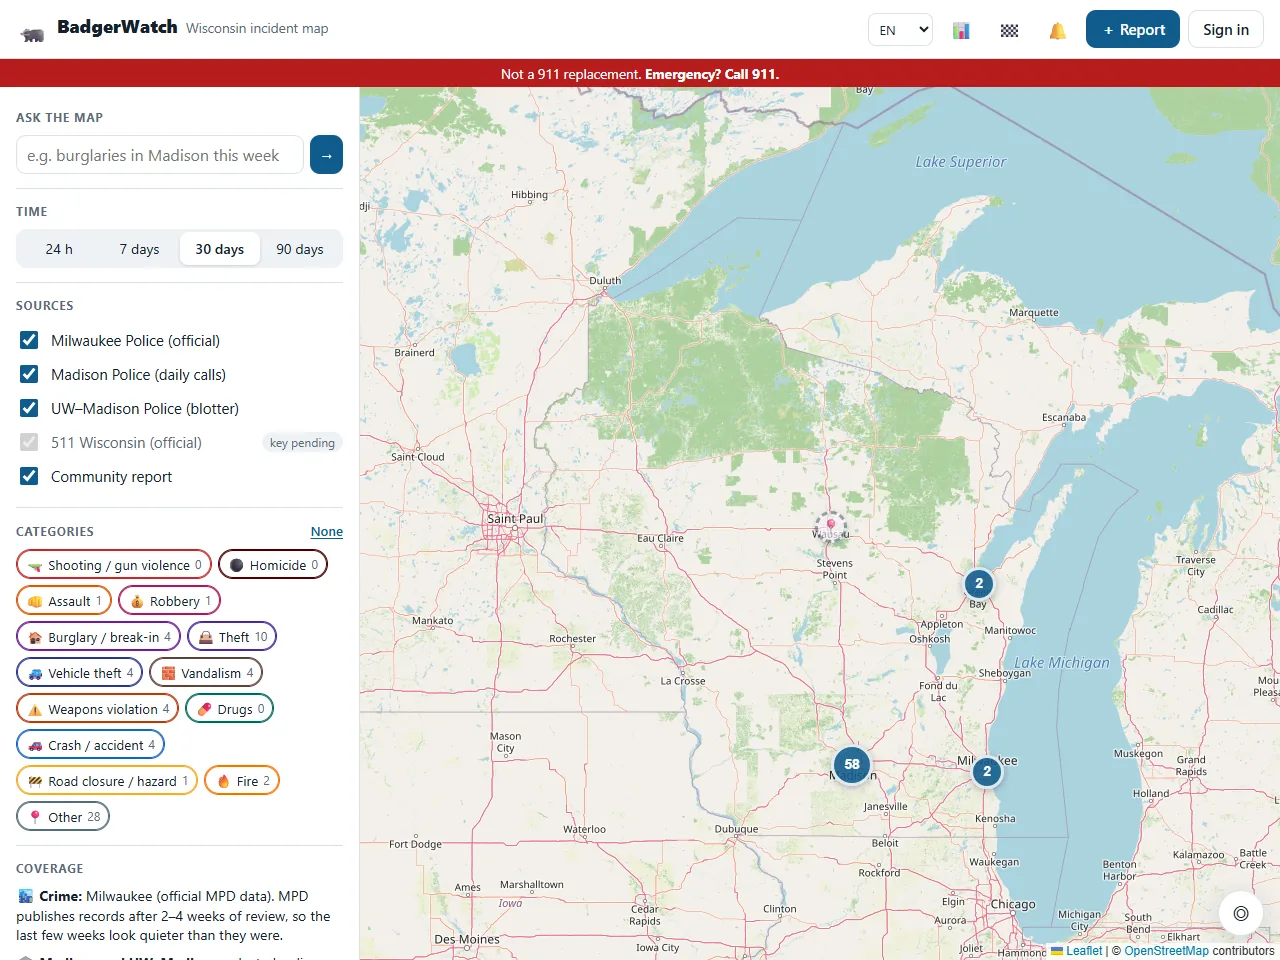 BadgerWatch Wisconsin incident map
EN
+ Report
Sign in
Not a 911 replacement. Emergency? Call 911.
ASK THE MAP
e.g. burglaries in Madison this week
→
TIME
24 h 7 days 30 days 90 days
SOURCES
Milwaukee Police (official)
Madison Police (daily calls)
UW–Madison Police (blotter)
511 Wisconsin (official) key pending
Community report
CATEGORIES None
Shooting / gun violence 0
Homicide 0
Assault 1
Robbery 1
Burglary / break-in 4
Theft 10
Vehicle theft 4
Vandalism 4
Weapons violation 4
Drugs 0
Crash / accident 4
Road closure / hazard 1
Fire 2
Other 28
COVERAGE
Crime: Milwaukee (official MPD data). MPD
publishes records after 2–4 weeks of review, so the
last few weeks look quieter than they were.
Bay
Lake Superior
Hibbing
dji
Duluth
Marquette
Brainerd
Escanaba
Saint Cloud
Saint Paul
Eau Claire
Wausau
Stevens
Point
Traverse
City
2
Bay
Cadillac
Appleton
Oshkosh
Manitowoc
Mankato
Rochester
Lake Michigan
Sheboygan
La Crosse
Fond du
Lac
Mou
Pleas
Mason
City
Muskegon
Grand
Rapids
58
Madison
Milwaukee
2
Holland
Janesville
Kenosha
Waterloo
Dubuque
Fort Dodge
Beloit
Waukegan
Kalamazoo
Battle
Creek
Benton
Harbor
Rockford
Ames
Marshalltown
Iowa
Cedar
Rapids
Clinton
Elgin
Chicago
Aurora
Michigan
City
South
Bend
Elkhart
Des Moines
Iowa City
Joliet
Hammond
Leaflet | © OpenStreetMap contributors